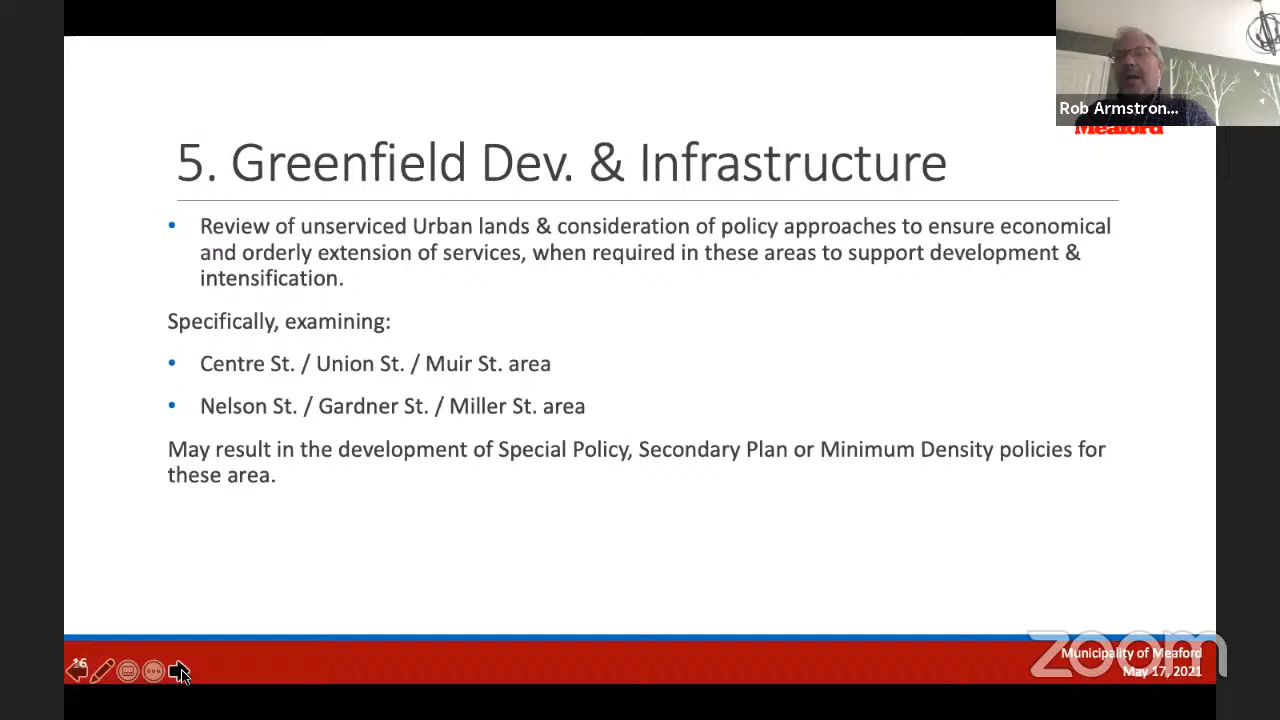 Rob Armstron...
Meaford
5. Greenfield Dev. & Infrastructure
• Review of unserviced Urban lands & consideration of policy approaches to ensure economical
and orderly extension of services, when required in these areas to support development &
intensification.
Specifically, examining:
• Centre St. / Union St. / Muir St. area
• Nelson St. / Gardner St. / Miller St. area
May result in the development of Special Policy, Secondary Plan or Minimum Density policies for
these area.
16
zoom
Municipality of Meaford
May 17, 2021